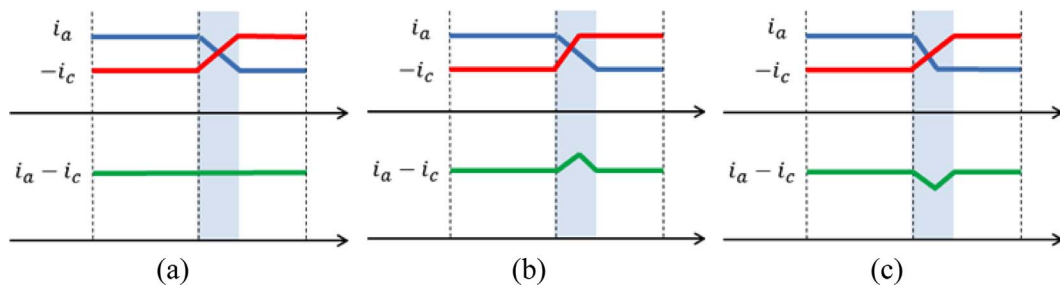 $i_a$
$-i_c$
$i_a - i_c$
(a)
$i_a$
$-i_c$
$i_a - i_c$
(b)
$i_a$
$-i_c$
$i_a - i_c$
(c)